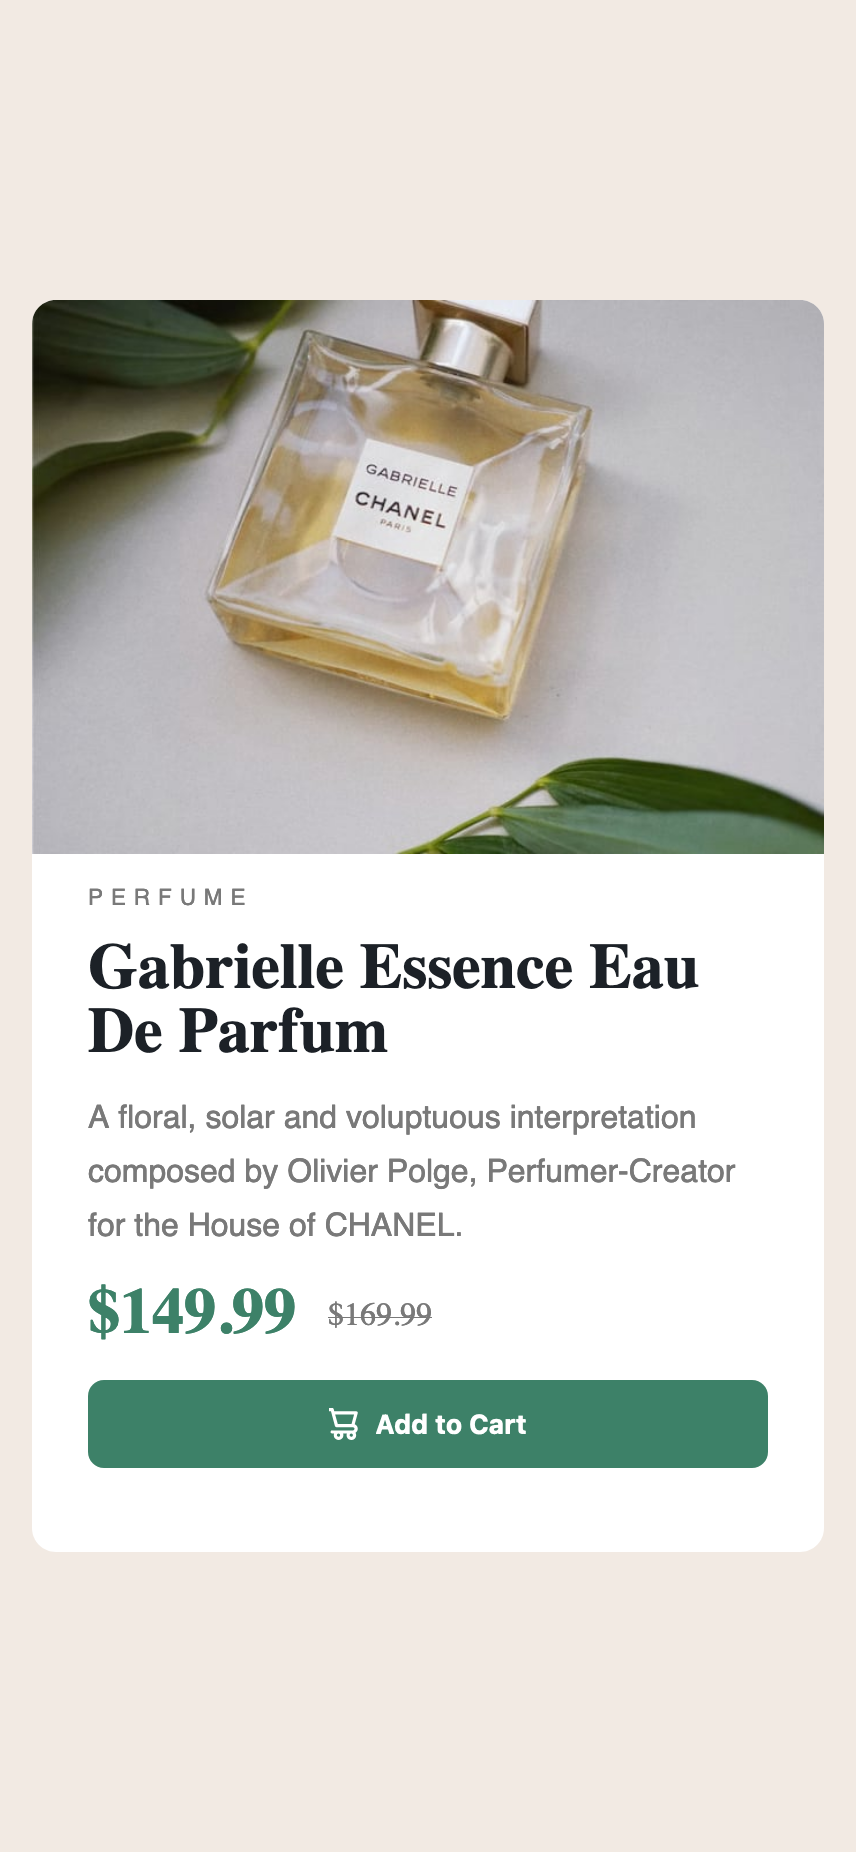 GABRIELLE
CHANEL
PARIS
PERFUME
Gabrielle Essence Eau
De Parfum
A floral, solar and voluptuous interpretation
composed by Olivier Polge, Perfumer-Creator
for the House of CHANEL.
$149.99 $169.99
Add to Cart